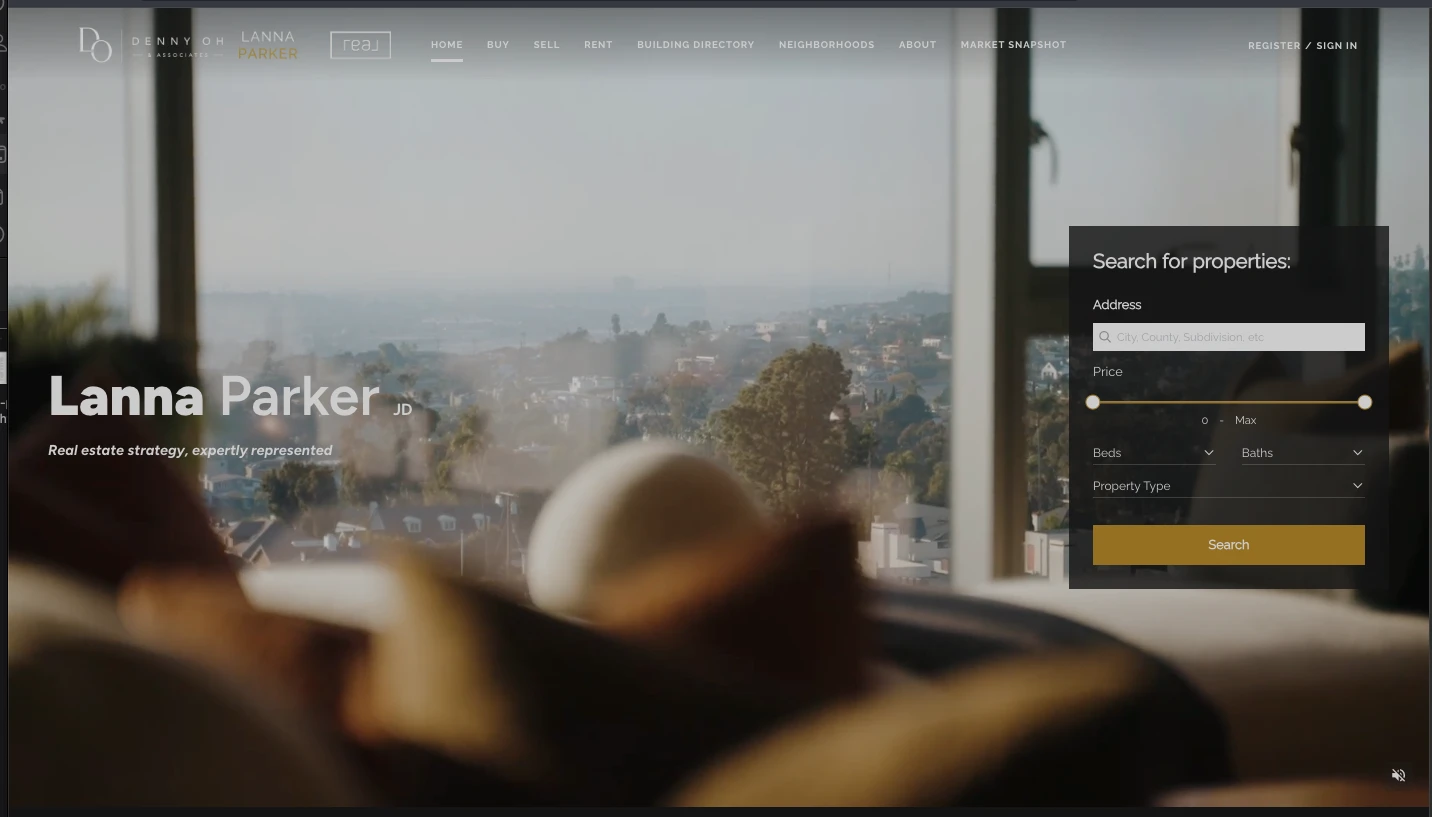 DO DENNY OH & ASSOCIATES
LANNA PARKER
real
HOME BUY SELL RENT BUILDING DIRECTORY NEIGHBORHOODS ABOUT MARKET SNAPSHOT
REGISTER / SIGN IN
Lanna Parker JD
Real estate strategy, expertly represented
Search for properties:
Address
City, County, Subdivision, etc
Price
0 - Max
Beds Baths
Property Type
Search